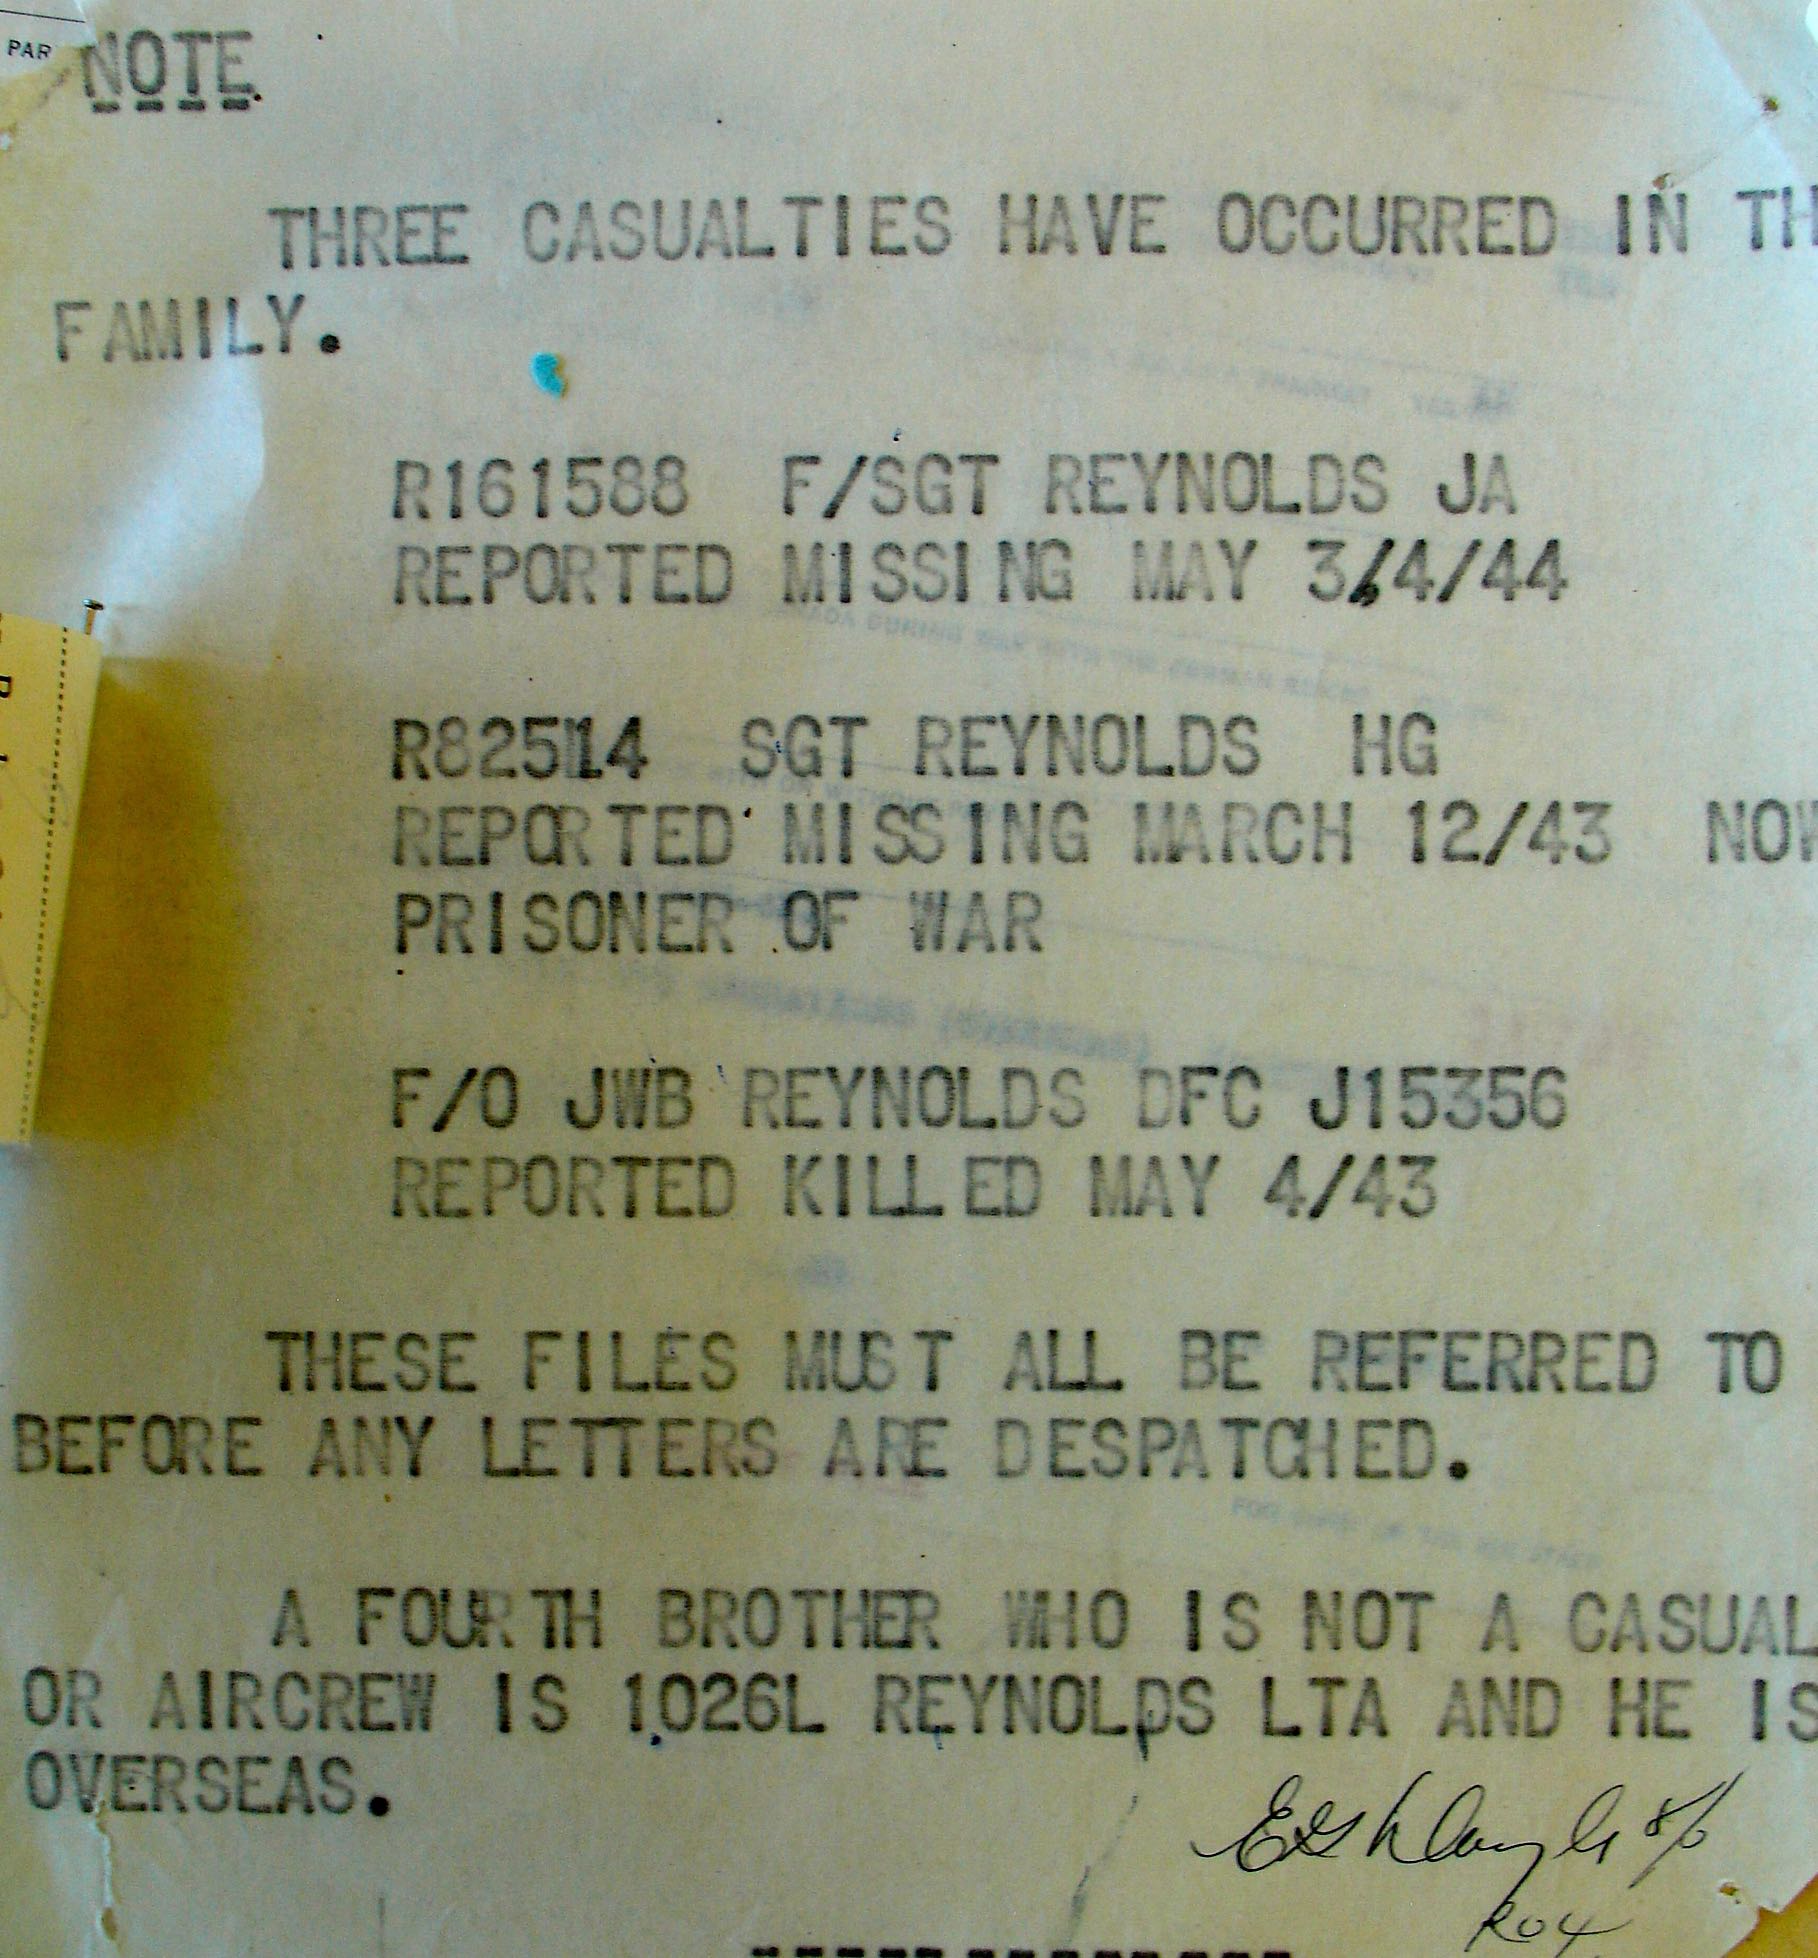 PAR
NOTE
THREE CASUALTIES HAVE OCCURRED IN TH
FAMILY.
R161588 F/SGT REYNOLDS JA
REPORTED MISSING MAY 3/4/44
R82514 SGT REYNOLDS HG
REPORTED MISSING MARCH 12/43 NOW
PRISONER OF WAR
F/O JWB REYNOLDS DFC J15356
REPORTED KILLED MAY 4/43
THESE FILES MUST ALL BE REFERRED TO
BEFORE ANY LETTERS ARE DESPATCHED.
A FOURTH BROTHER WHO IS NOT A CASUAL
OR AIRCREW IS 1026L REYNOLDS LTA AND HE IS
OVERSEAS.
R04